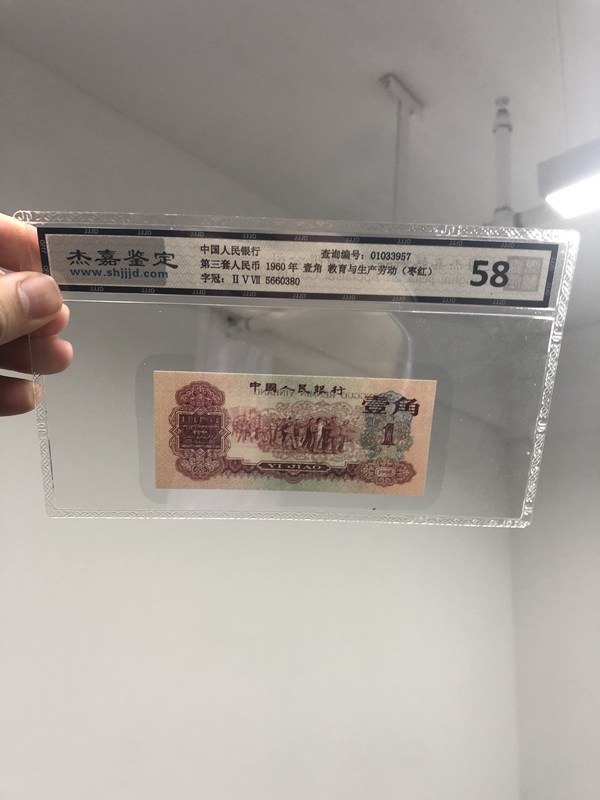 杰嘉鉴定
www.shjjjd.com
中国人民银行
查询编号：01033957
第三套人民币 1960 年 壹角 教育与生产劳动（枣红）
字冠：ⅡⅤⅦ 5660380
58
中國人民銀行
壹角
1
YI JIAO